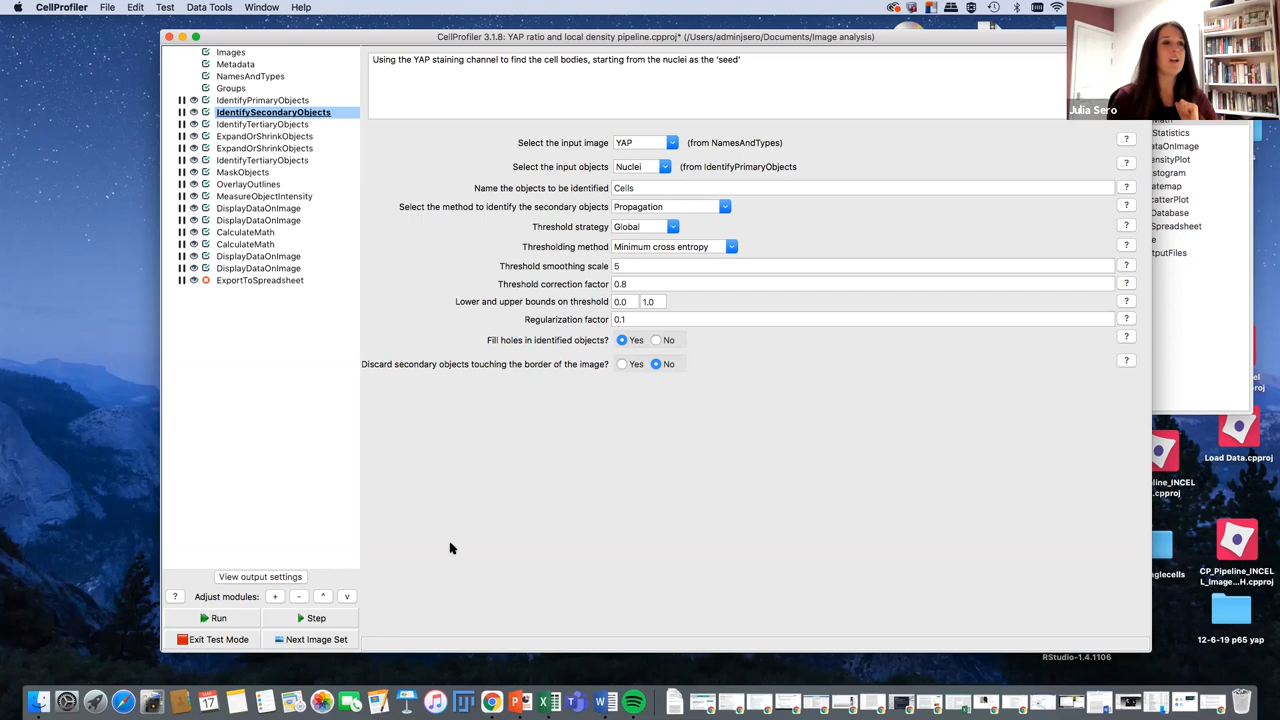 CellProfiler File Edit Test Data Tools Window Help
CellProfiler 3.1.8: YAP ratio and local density pipeline.cpproj* (/Users/adminjsero/Documents/Image analysis)
Images
Metadata
NamesAndTypes
Groups
IdentifyPrimaryObjects
IdentifySecondaryObjects
IdentifyTertiaryObjects
ExpandOrShrinkObjects
ExpandOrShrinkObjects
IdentifyTertiaryObjects
MaskObjects
OverlayOutlines
MeasureObjectIntensity
DisplayDataOnImage
DisplayDataOnImage
CalculateMath
CalculateMath
DisplayDataOnImage
DisplayDataOnImage
ExportToSpreadsheet
View output settings
? Adjust modules: + - ^ v
Run Step
Exit Test Mode Next Image Set
Using the YAP staining channel to find the cell bodies, starting from the nuclei as the 'seed'
Select the input image YAP (from NamesAndTypes) ?
Select the input objects Nuclei (from IdentifyPrimaryObjects ?
Name the objects to be identified Cells ?
Select the method to identify the secondary objects Propagation ?
Threshold strategy Global ?
Thresholding method Minimum cross entropy ?
Threshold smoothing scale 5 ?
Threshold correction factor 0.8 ?
Lower and upper bounds on threshold 0.0 1.0 ?
Regularization factor 0.1 ?
Fill holes in identified objects? Yes No ?
Discard secondary objects touching the border of the image? Yes No ?
Julia Sero
Statistics
ataOnImage
ensityPlot
stogram
atemap
catterPlot
Database
Spreadsheet
e
tputFiles
el
roj
Load Data.cpproj
eline_INCEL
.cpproj
CP_Pipeline_INCEL
L_Image...H.cpproj
nglecells
12-6-19 p65 yap
RStudio-1.4.1106
MAR
17